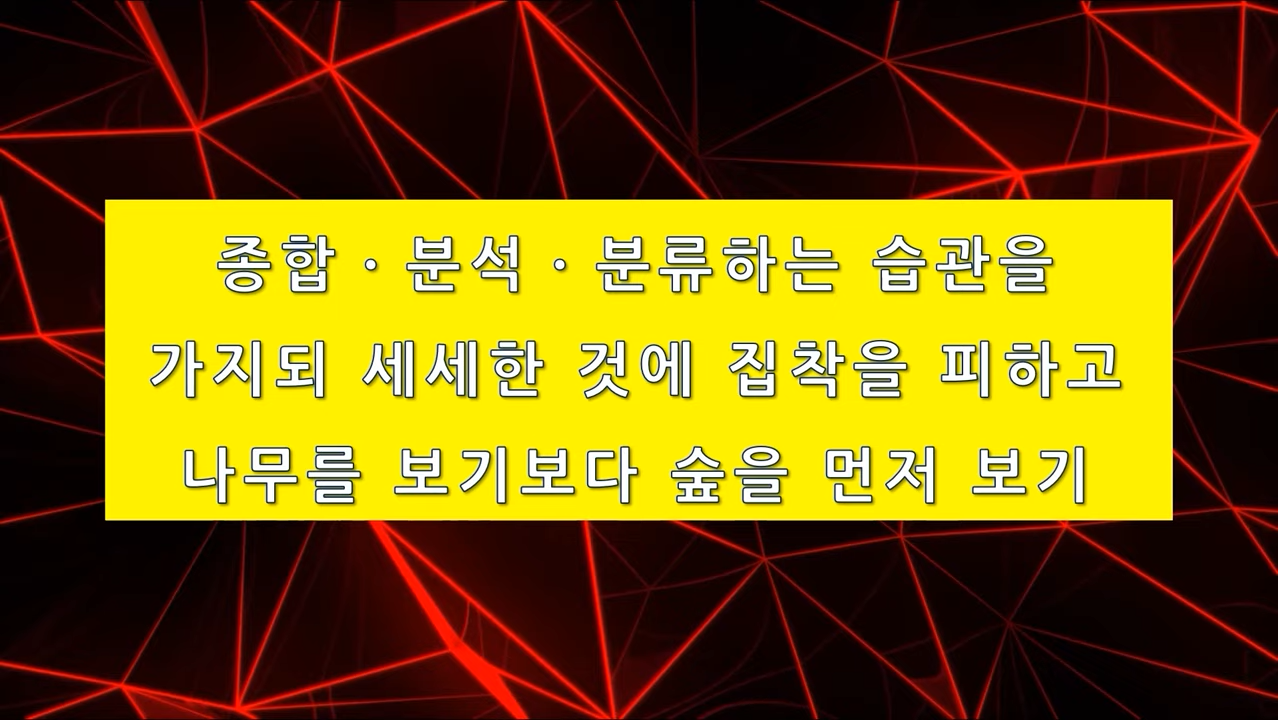 종합 · 분석 · 분류하는 습관을
가지되 세세한 것에 집착을 피하고
나무를 보기보다 숲을 먼저 보기